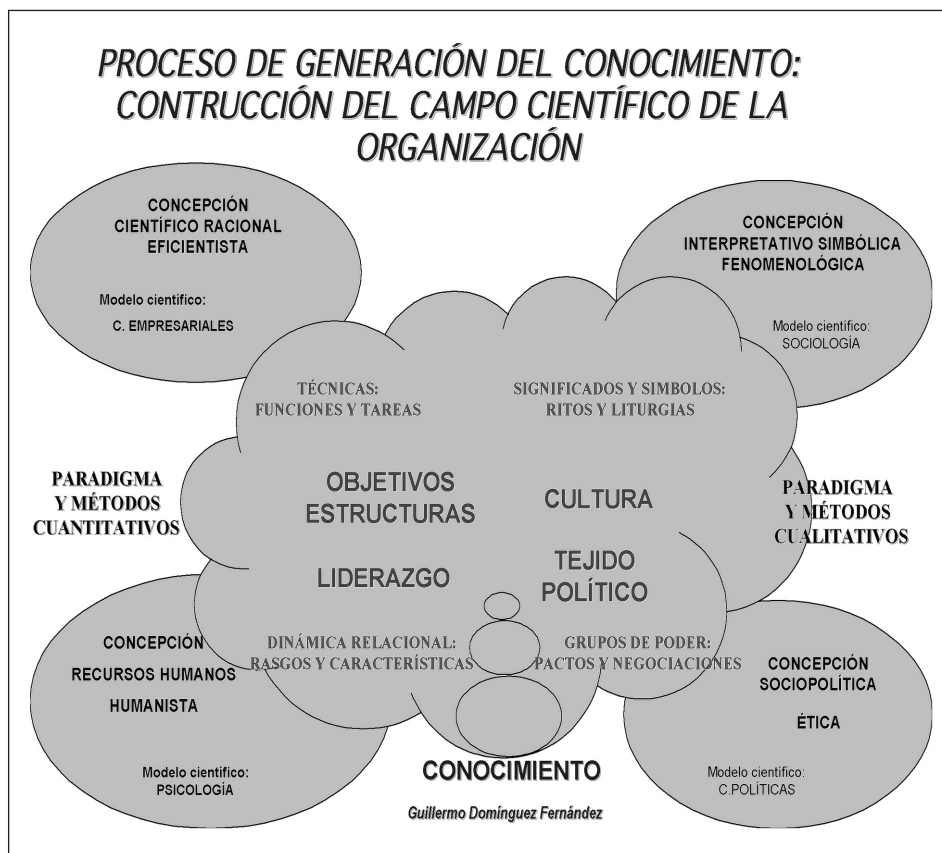 PROCESO DE GENERACIÓN DEL CONOCIMIENTO:
CONTRUCCIÓN DEL CAMPO CIENTÍFICO DE LA
ORGANIZACIÓN
CONCEPCIÓN
CIENTÍFICO RACIONAL
EFICIENTISTA
Modelo científico:
C. EMPRESARIALES
CONCEPCIÓN
INTERPRETATIVO SIMBÓLICA
FENOMENOLÓGICA
Modelo científico:
SOCIOLOGÍA
TÉCNICAS:
FUNCIONES Y TAREAS
SIGNIFICADOS Y SIMBOLOS:
RITOS Y LITURGIAS
PARADIGMA
Y MÉTODOS
CUANTITATIVOS
OBJETIVOS
ESTRUCTURAS
CULTURA
PARADIGMA
Y MÉTODOS
CUALITATIVOS
LIDERAZGO
TEJIDO
POLÍTICO
DINÁMICA RELACIONAL:
RASGOS Y CARACTERÍSTICAS
GRUPOS DE PODER:
PACTOS Y NEGOCIACIONES
CONCEPCIÓN
RECURSOS HUMANOS
HUMANISTA
Modelo científico:
PSICOLOGÍA
CONCEPCIÓN
SOCIOPOLÍTICA
ÉTICA
Modelo científico:
C.POLÍTICAS
CONOCIMIENTO
Guillermo Domínguez Fernández